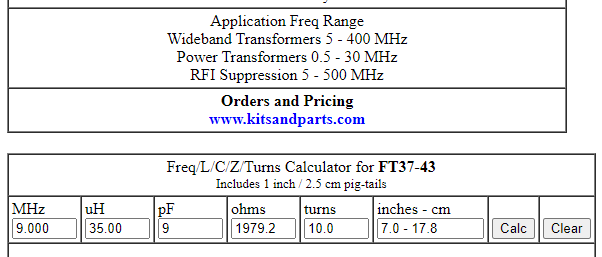 Application Freq Range
Wideband Transformers 5 - 400 MHz
Power Transformers 0.5 - 30 MHz
RFI Suppression 5 - 500 MHz
Orders and Pricing
www.kitsandparts.com
Freq/L/C/Z/Turns Calculator for FT37-43
Includes 1 inch / 2.5 cm pig-tails
MHz uH pF ohms turns inches - cm
9.000 35.00 9 1979.2 10.0 7.0 - 17.8 Calc Clear